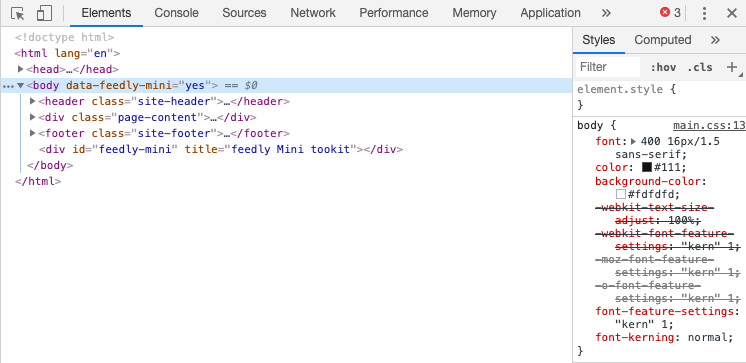 Elements Console Sources Network Performance Memory Application » 3
<!doctype html>
<html lang="en">
<head>…</head>
<body data-feedly-mini="yes"> == $0
<header class="site-header">…</header>
<div class="page-content">…</div>
<footer class="site-footer">…</footer>
<div id="feedly-mini" title="feedly Mini tookit"></div>
</body>
</html>
Styles Computed »
Filter :hov .cls +
element.style {
}
body { main.css:13
font: 400 16px/1.5
sans-serif;
color: #111;
background-color:
#fdfdfd;
-webkit-text-size-
adjust: 100%;
-webkit-font-feature-
settings: "kern" 1;
-moz-font-feature-
settings: "kern" 1;
-o-font-feature-
settings: "kern" 1;
font-feature-settings:
"kern" 1;
font-kerning: normal;
}